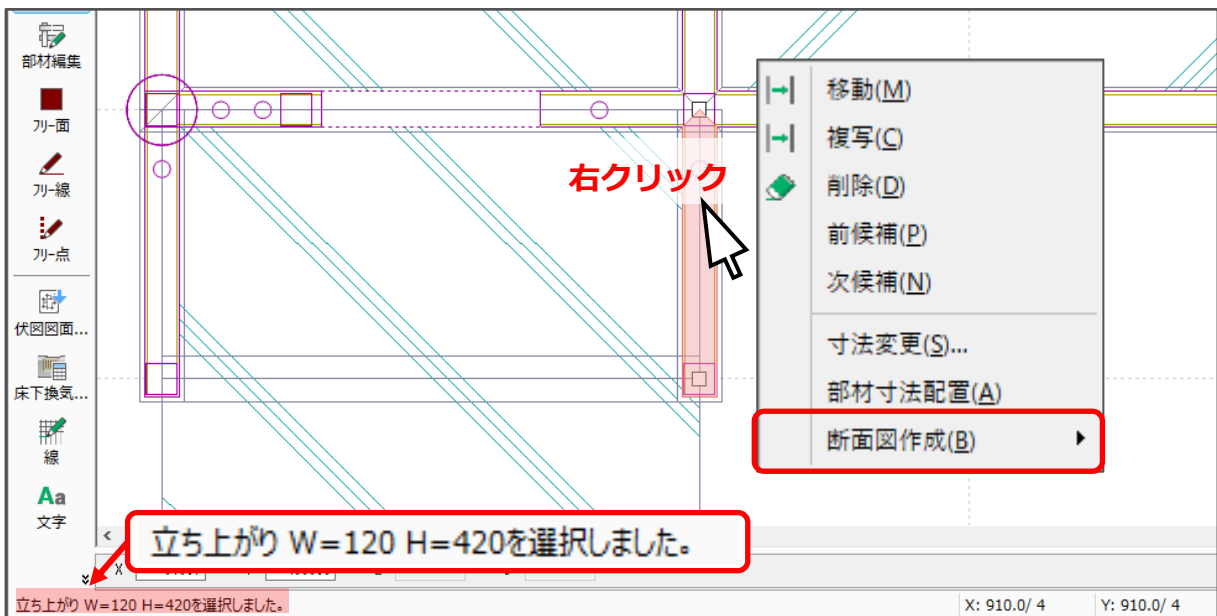 部材編集
フリー面
フリー線
フリー点
伏図図面...
床下換気...
線
Aa
文字
右クリック
移動(M)
複写(C)
削除(D)
前候補(P)
次候補(N)
寸法変更(S)...
部材寸法配置(A)
断面図作成(B)
立ち上がり W=120 H=420を選択しました。
X
立ち上がり W=120 H=420を選択しました。
X: 910.0/ 4
Y: 910.0/ 4